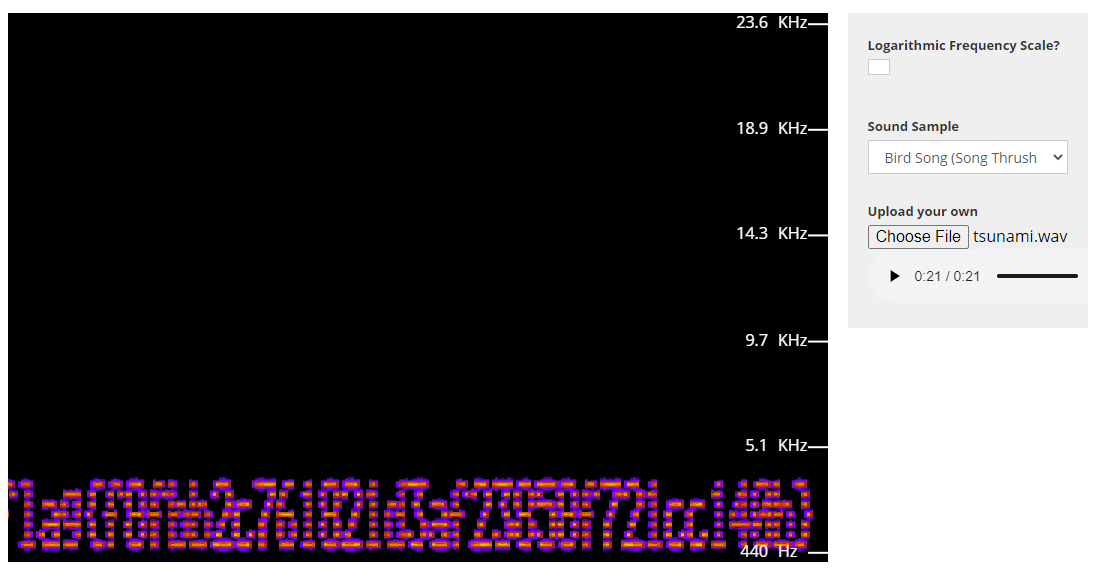 23.6 KHz
18.9 KHz
14.3 KHz
9.7 KHz
5.1 KHz
440 Hz
Logarithmic Frequency Scale?
Sound Sample
Bird Song (Song Thrush
Upload your own
Choose File tsunami.wav
0:21 / 0:21